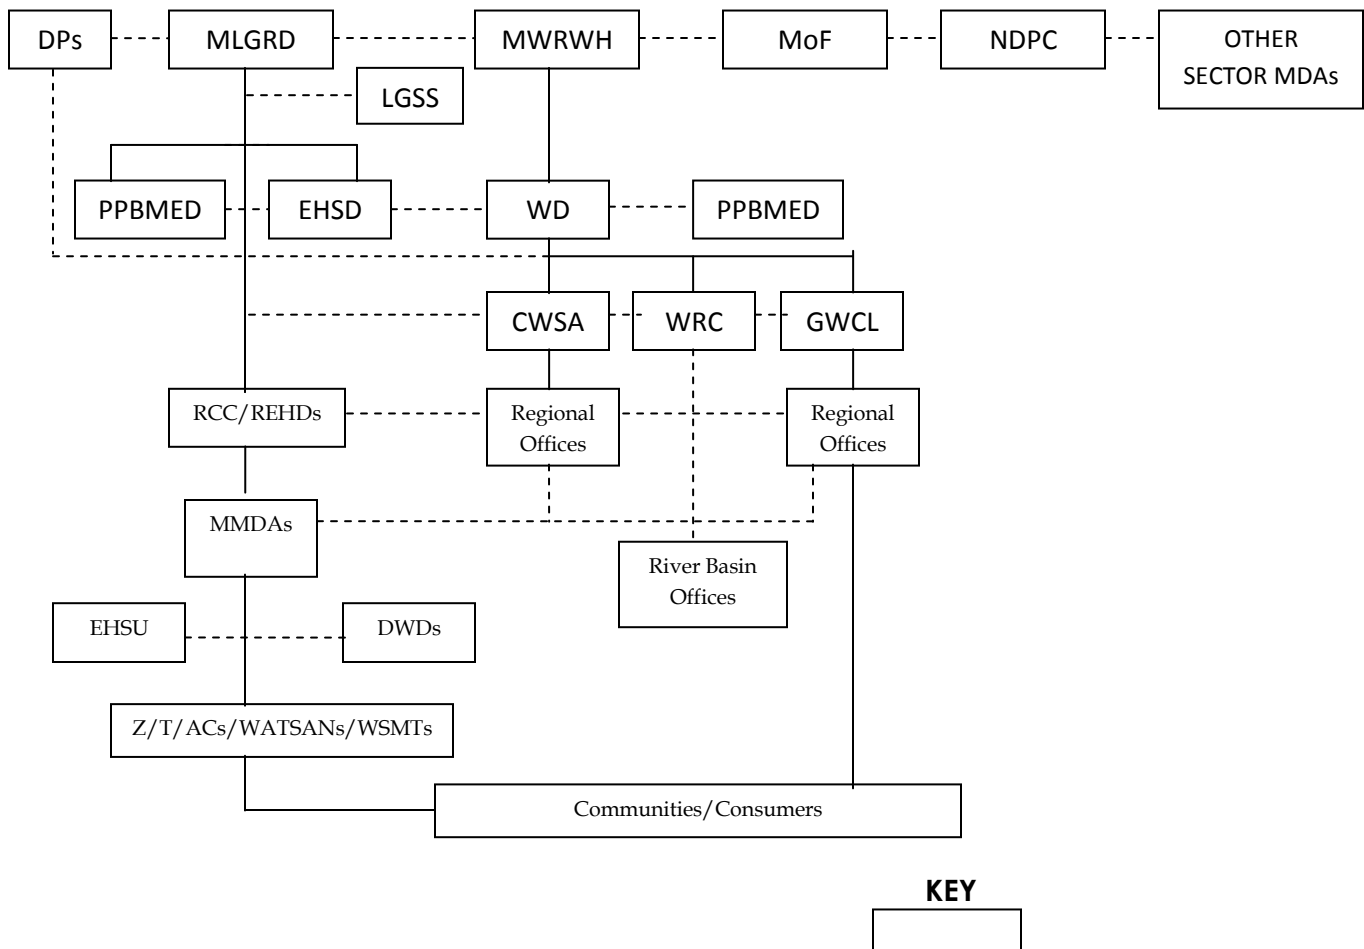 DPs
MLGRD
MWRWH
MoF
NDPC
OTHER
SECTOR MDAs
LGSS
PPBMED
EHSD
WD
PPBMED
CWSA
WRC
GWCL
RCC/REHDs
Regional
Offices
Regional
Offices
MMDAs
River Basin
Offices
EHSU
DWDs
Z/T/ACs/WATSANs/WSMTs
Communities/Consumers
KEY